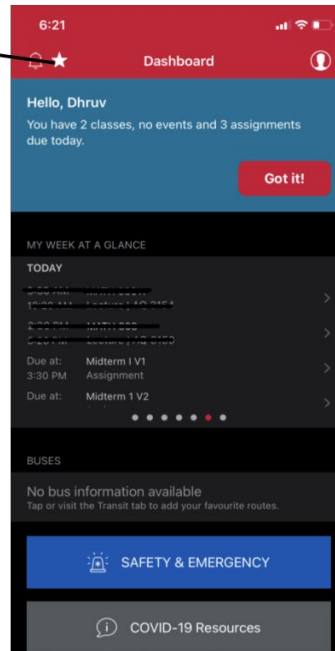 6:21
Dashboard
Hello, Dhruv
You have 2 classes, no events and 3 assignments
due today.
Got it!
MY WEEK AT A GLANCE
TODAY
Due at: Midterm I V1
3:30 PM Assignment
Due at: Midterm 1 V2
BUSES
No bus information available
Tap or visit the Transit tab to add your favourite routes.
SAFETY & EMERGENCY
COVID-19 Resources